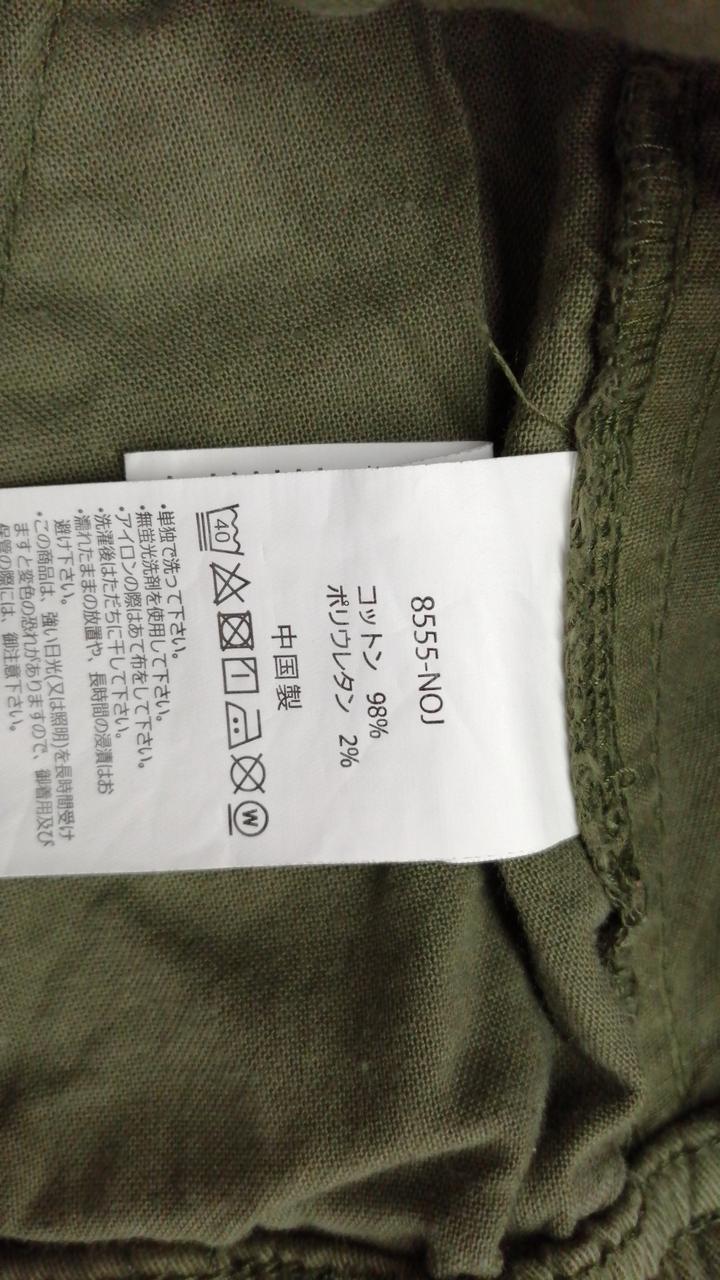 8555-NOJ
コットン 98%
ポリウレタン 2%
中国製
40 W
・単独で洗って下さい。
・無蛍光洗剤を使用して下さい。
・アイロンの際はあて布をして下さい。
・洗濯後はただちに干して下さい。
・濡れたままの放置や、長時間の浸漬はお
避け下さい。
・この商品は、強い日光(又は照明)を長時間受け
ますと変色の恐れがありますので、御着用及び
保管の際には、御注意下さい。